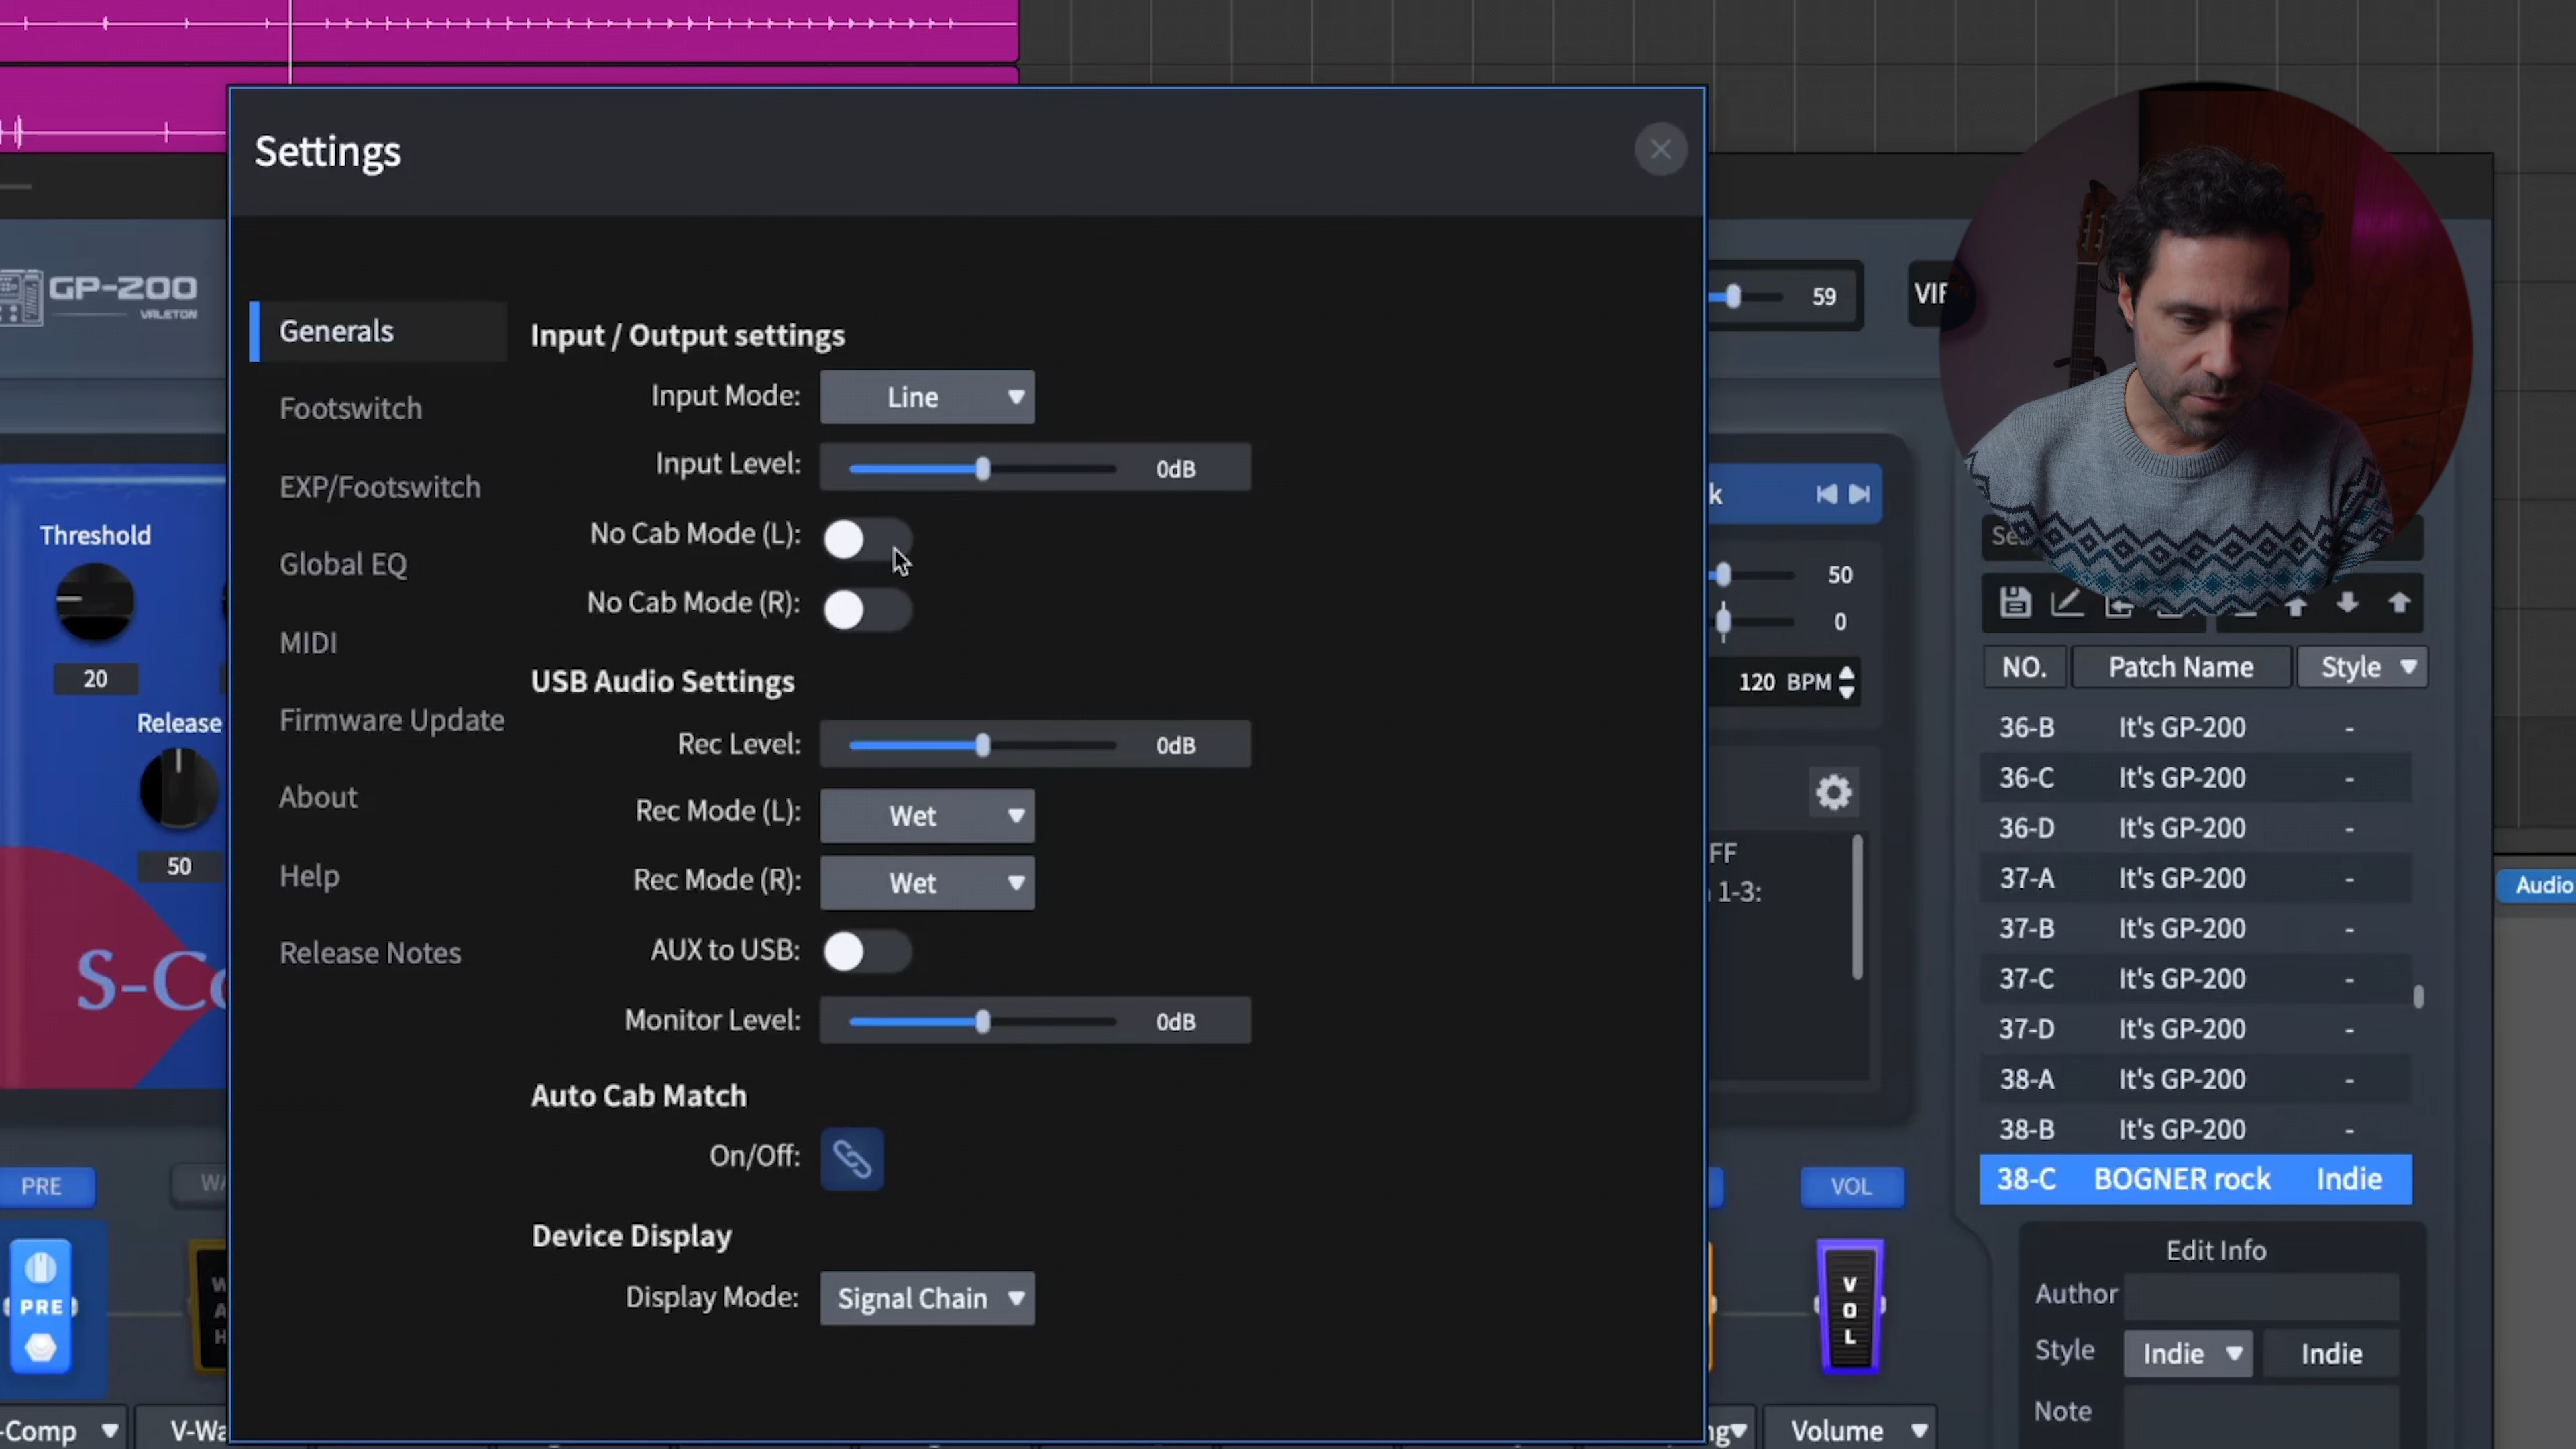 Settings
GP-200
VALETON
59
Generals
Input / Output settings
Input Mode:
Line
Footswitch
Input Level:
0dB
EXP/Footswitch
k
Threshold
No Cab Mode (L):
Global EQ
50
No Cab Mode (R):
0
MIDI
20
USB Audio Settings
120 BPM
NO.
Patch Name
Style
Release
Firmware Update
Rec Level:
0dB
36-B It's GP-200 -
36-C It's GP-200 -
About
Rec Mode (L):
Wet
36-D It's GP-200 -
50
Help
Rec Mode (R):
Wet
FF
1-3:
37-A It's GP-200 -
Audio
37-B It's GP-200 -
Release Notes
AUX to USB:
37-C It's GP-200 -
Monitor Level:
0dB
37-D It's GP-200 -
38-A It's GP-200 -
Auto Cab Match
38-B It's GP-200 -
On/Off:
38-C BOGNER rock Indie
PRE
VOL
Device Display
Edit Info
PRE
VOL
Display Mode:
Signal Chain
Author
Style
Indie
Indie
Note
-Comp
Volume